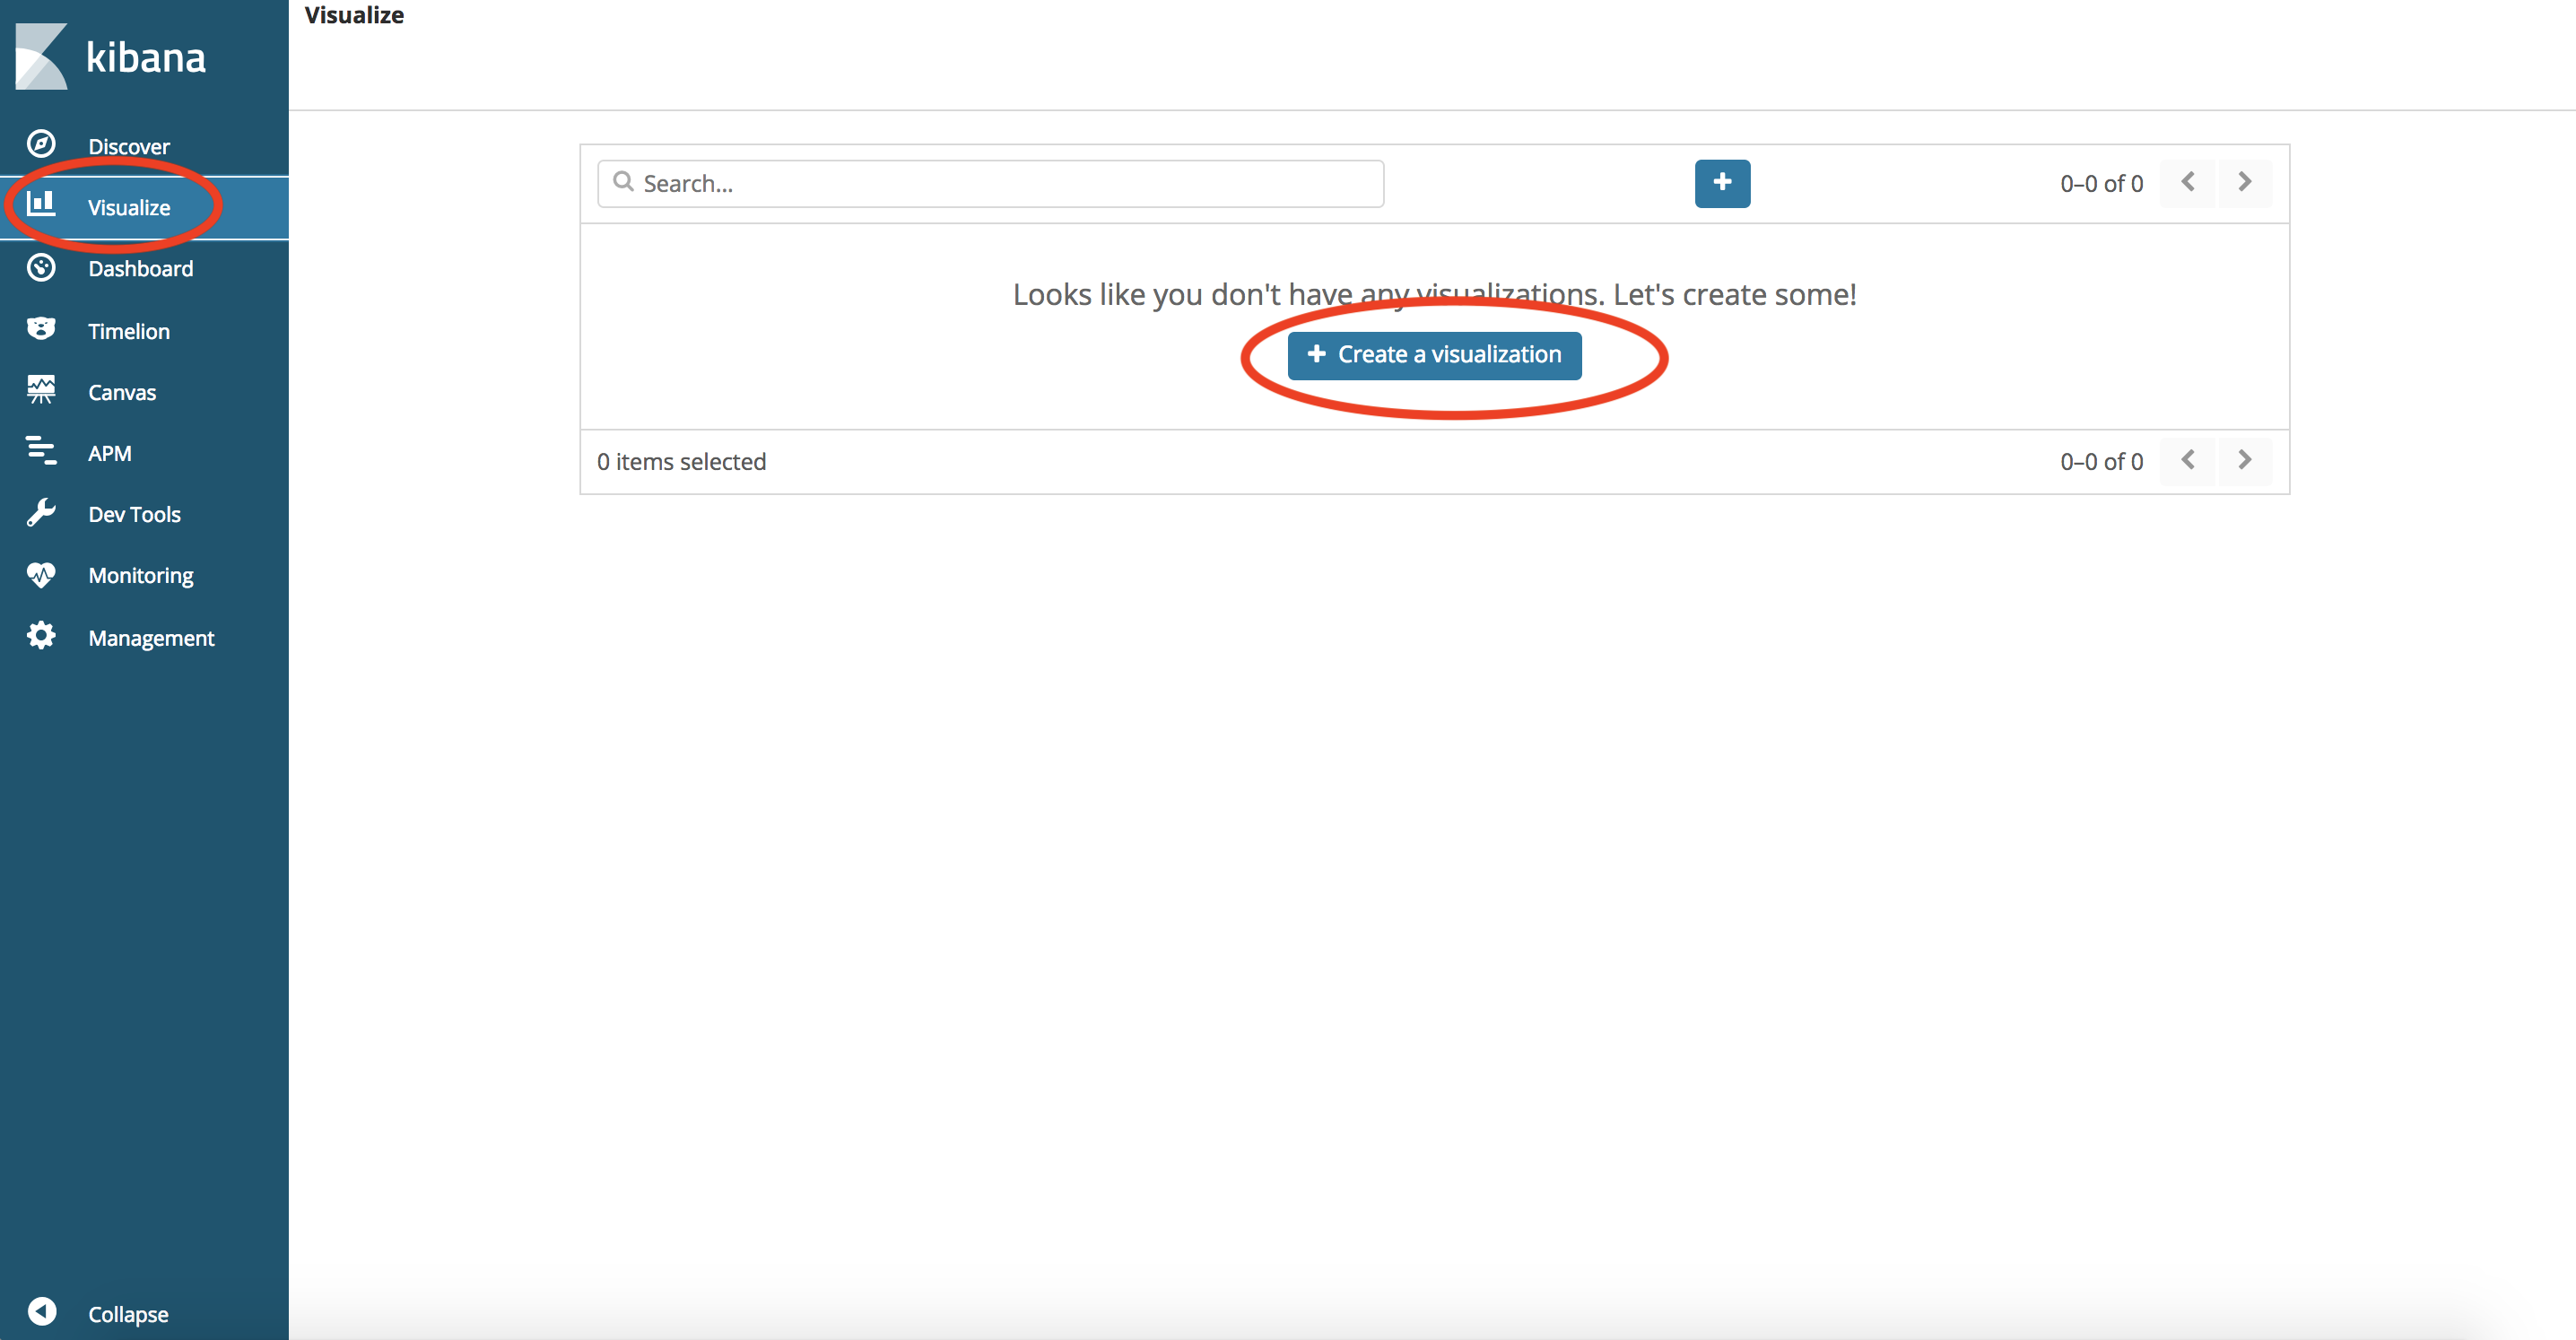 kibana
Discover
Visualize
Dashboard
Timelion
Canvas
APM
Dev Tools
Monitoring
Management
Collapse
Visualize
Search...
0–0 of 0
Looks like you don't have any visualizations. Let's create some!
Create a visualization
0 items selected
0–0 of 0